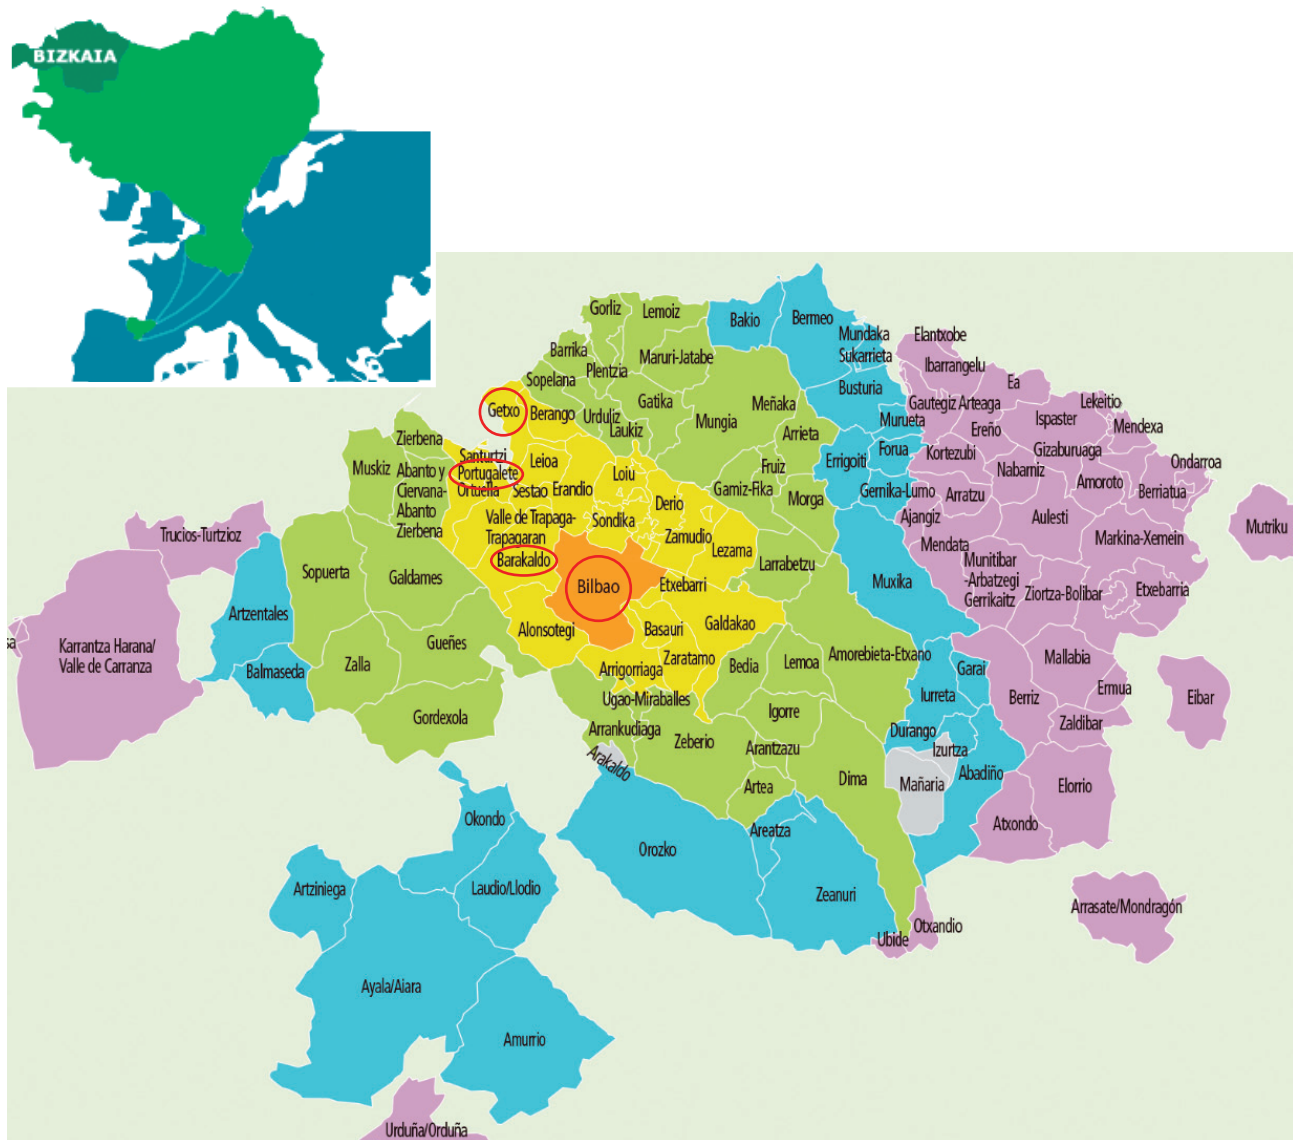 BIZKAIA
Gorliz
Lemoiz
Bakio
Bermeo
Mundaka
Sukarrieta
Elantxobe
Ibarrangelu
Barrika
Plentzia
Maruri-Jatabe
Sopelana
Busturia
Ea
Gautegiz Arteaga
Lekeitio
Getxo
Berango
Urduliz
Gatika
Meñaka
Mungia
Murueta
Ereño
Ispaster
Mendexa
Laukiz
Arrieta
Zierbena
Santurtzi
Leioa
Loiu
Fruiz
Errigoiti
Forua
Kortezubi
Gizaburuaga
Nabarniz
Ondarroa
Muskiz
Abanto y
Ciervana-
Abanto
Zierbena
Portugalete
Ortuella
Sestao
Erandio
Derio
Gamiz-Fika
Morga
Gernika-Lumo
Arratzu
Amoroto
Berriatua
Valle de Trapaga-
Trapagaran
Sondika
Zamudio
Lezama
Ajangiz
Aulesti
Mutriku
Trucios-Turtzioz
Mendata
Markina-Xemein
Barakaldo
Bilbao
Etxebarri
Larrabetzu
Munitibar
-Arbatzegi
Gerrikaitz
Sopuerta
Galdames
Muxika
Ziortza-Bolibar
Etxebarria
Artzentales
Alonsotegi
Basauri
Galdakao
sa
Karrantza Harana/
Valle de Carranza
Gueñes
Zalla
Balmaseda
Arrigorriaga
Zaratamo
Bedia
Lemoa
Amorebieta-Etxano
Garai
Mallabia
Ermua
Eibar
Iurreta
Berriz
Zaldibar
Ugao-Miraballes
Igorre
Gordexola
Arrankudiaga
Zeberio
Arantzazu
Durango
Izurtza
Arakaldo
Artea
Dima
Mañaria
Abadiño
Elorrio
Okondo
Orozko
Areatza
Atxondo
Artziniega
Laudio/Llodio
Zeanuri
Arrasate/Mondragón
Otxandio
Ubide
Ayala/Aiara
Amurrio
Urduña/Orduña